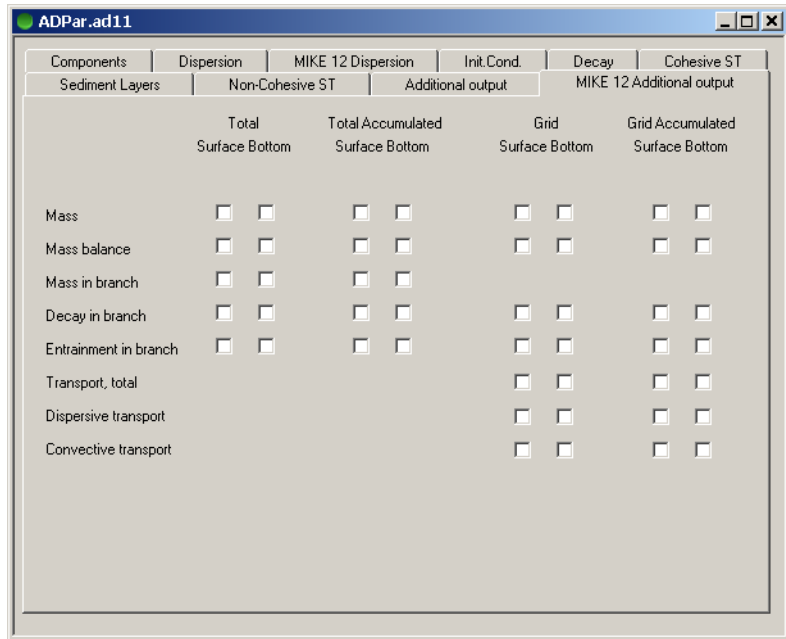 ADPar.ad11
Components Dispersion MIKE 12 Dispersion Init.Cond. Decay Cohesive ST
Sediment Layers Non-Cohesive ST Additional output MIKE 12 Additional output
Total Total Accumulated Grid Grid Accumulated
Surface Bottom Surface Bottom Surface Bottom Surface Bottom
Mass
Mass balance
Mass in branch
Decay in branch
Entrainment in branch
Transport, total
Dispersive transport
Convective transport